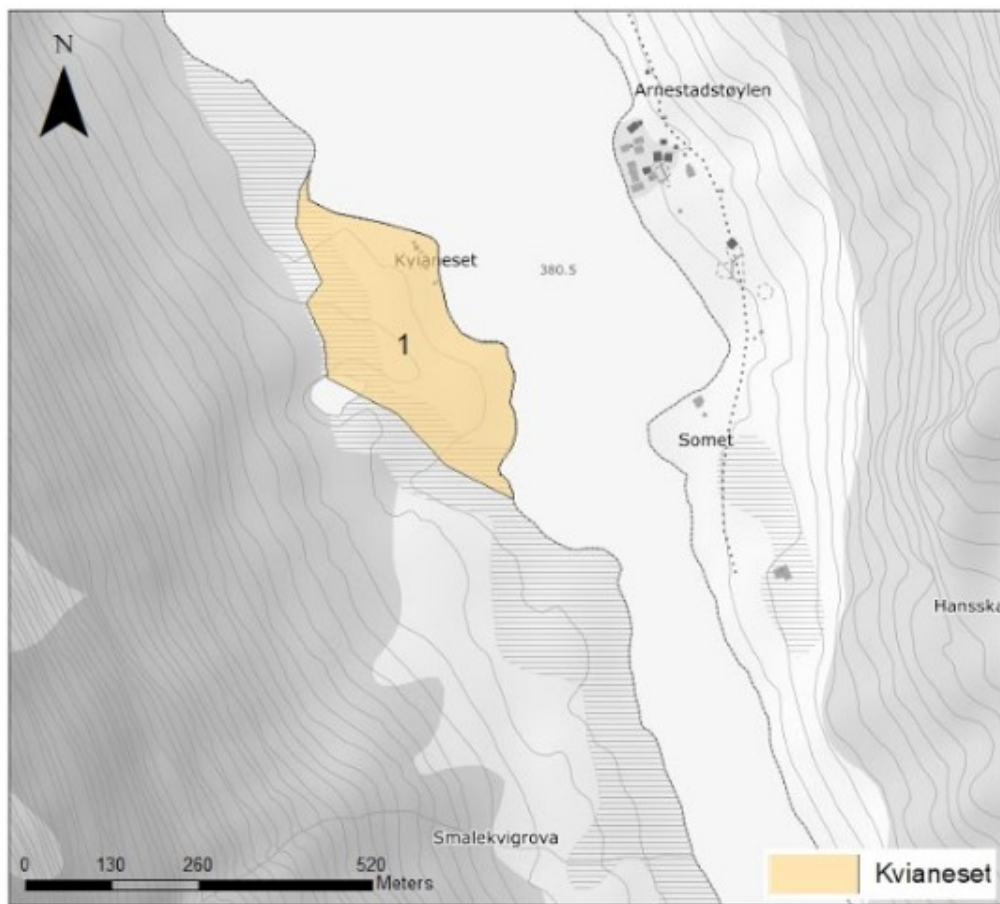 N
Arnestadstøylen
Kvianeset
380.5
1
Somet
Hansska
Smalekvigrova
0 130 260 520
Meters
Kvianeset